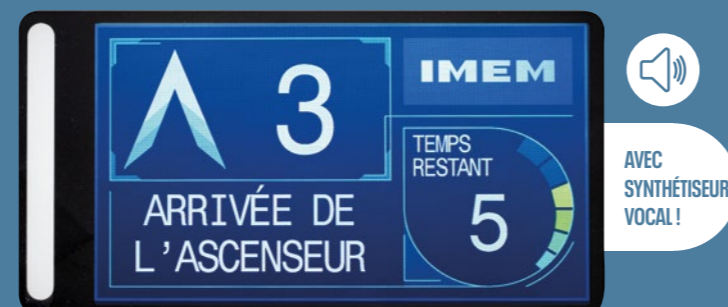 3
IMEM
TEMPS
RESTANT
5
ARRIVÉE DE
L'ASCENSEUR
AVEC
SYNTHÉTISEUR
VOCAL !